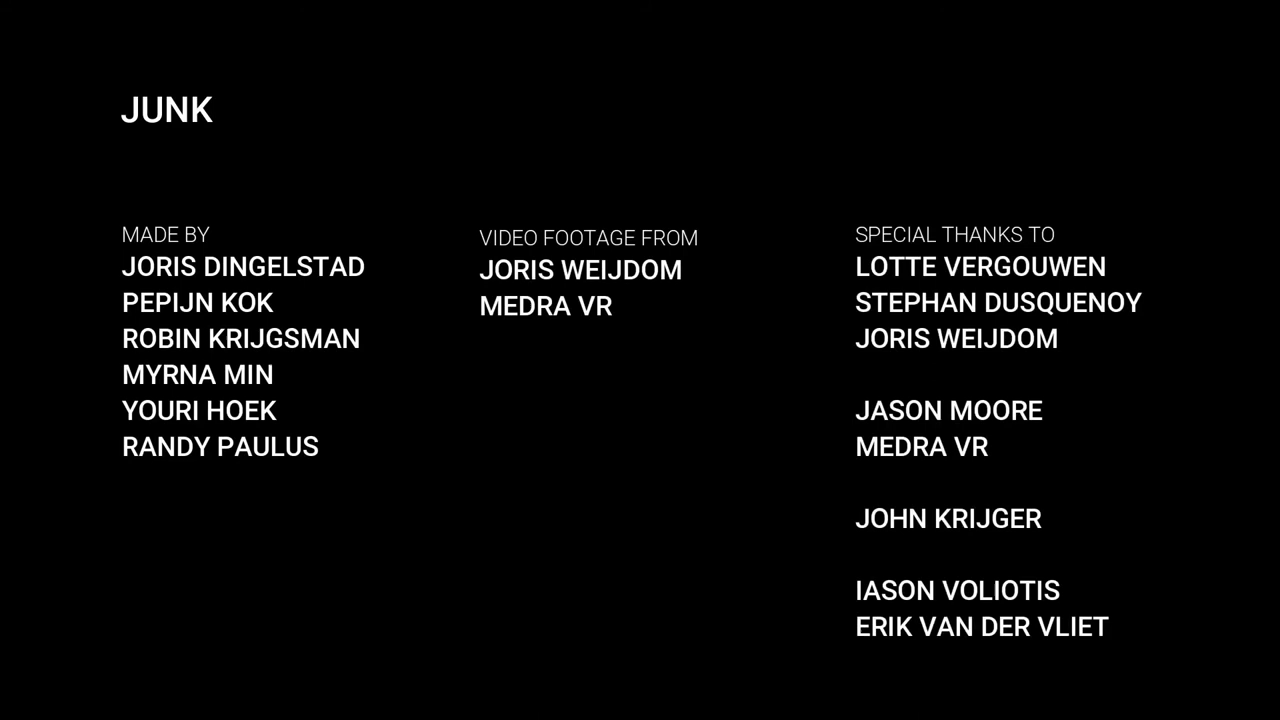 JUNK
MADE BY
JORIS DINGELSTAD
PEPIJN KOK
ROBIN KRIJGSMAN
MYRNA MIN
YOURI HOEK
RANDY PAULUS
VIDEO FOOTAGE FROM
JORIS WEIJDOM
MEDRA VR
SPECIAL THANKS TO
LOTTE VERGOUWEN
STEPHAN DUSQUENOY
JORIS WEIJDOM
JASON MOORE
MEDRA VR
JOHN KRIJGER
IASON VOLIOTIS
ERIK VAN DER VLIET